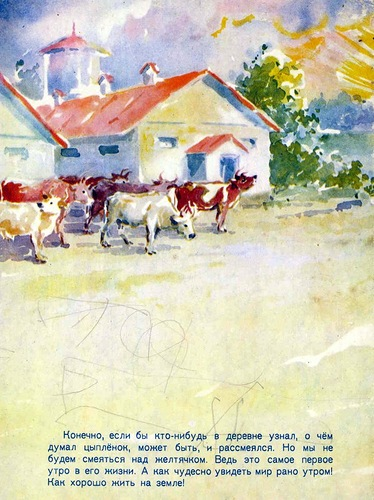 Конечно, если бы кто-нибудь в деревне узнал, о чём
думал цыплёнок, может быть, и рассмеялся. Но мы не
будем смеяться над желтячком. Ведь это самое первое
утро в его жизни. А как чудесно увидеть мир рано утром!
Как хорошо жить на земле!